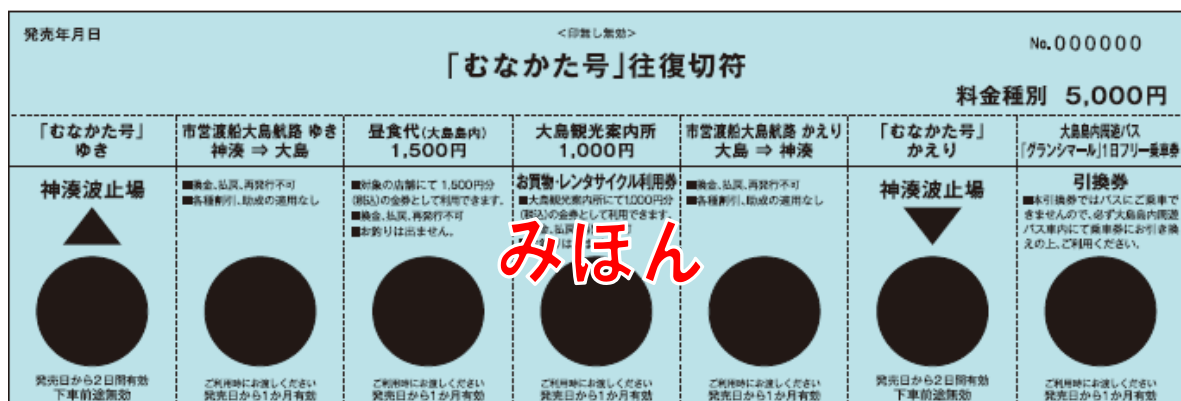 発売年月日
<印無し無効>
No.000000
「むなかた号」往復切符
料金種別 5,000円
「むなかた号」
ゆき
神湊波止場
発売日から2日間有効
下車前途無効
市営渡船大島航路 ゆき
神湊 ⇒ 大島
■換金、払戻、再発行不可
■各種割引、助成の適用なし
ご利用時にお渡しください
発売日から1か月有効
昼食代(大島島内)
1,500円
■対象の店舗にて1,500円分
(税込)の金券として利用できます。
■換金、払戻、再発行不可
■お釣りは出ません。
ご利用時にお渡しください
発売日から1か月有効
大島観光案内所
1,000円
お買物・レンタサイクル利用券
■大島観光案内所にて1,000円分
(税込)の金券として利用できます。
みほん
ご利用時にお渡しください
発売日から1か月有効
市営渡船大島航路 かえり
大島 ⇒ 神湊
■換金、払戻、再発行不可
■各種割引、助成の適用なし
ご利用時にお渡しください
発売日から1か月有効
「むなかた号」
かえり
神湊波止場
発売日から2日間有効
下車前途無効
大島島内周遊バス
「グランシマール」1日フリー乗車券
引換券
■本引換券ではバスにご乗車で
きませんので、必ず大島島内周遊
バス車内にて乗車券にお引き換
えの上、ご利用ください。
ご利用時にお渡しください
発売日から1か月有効